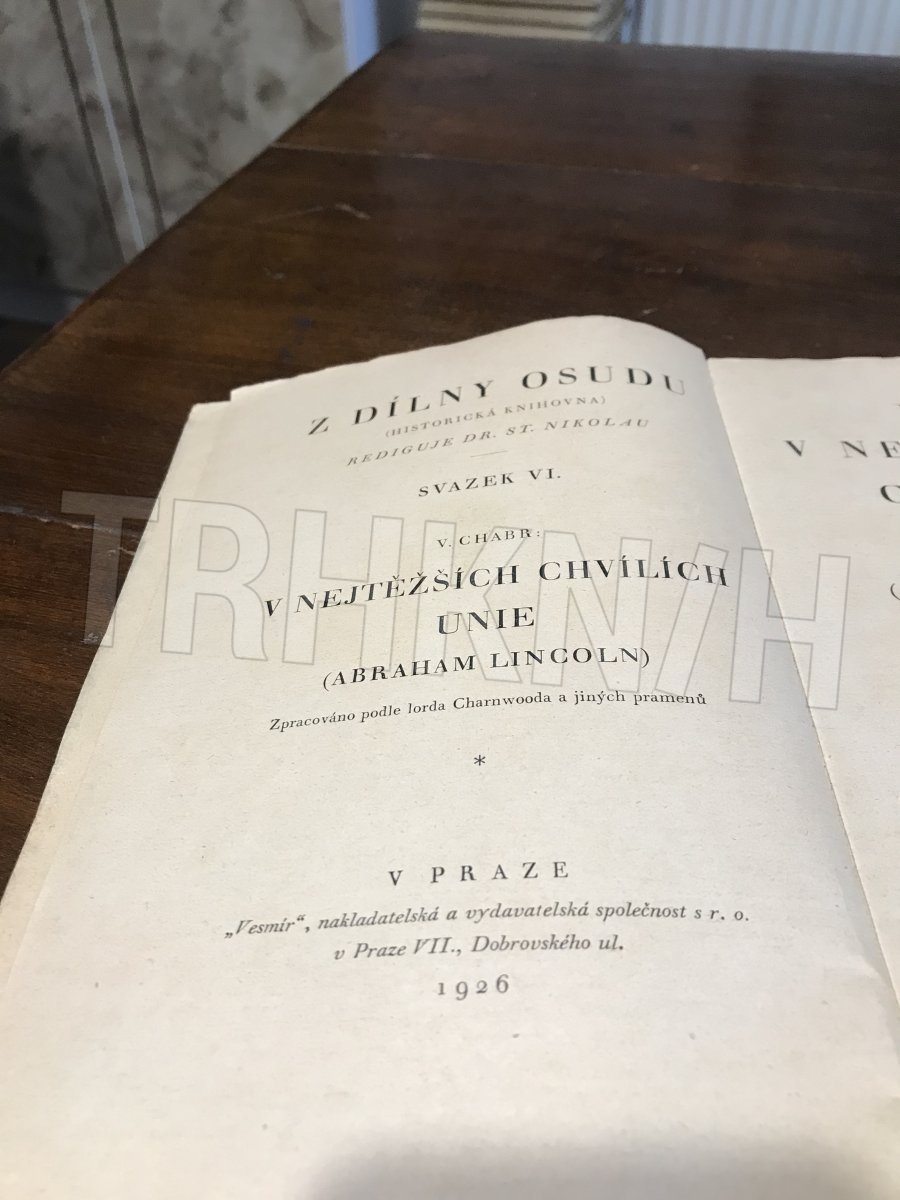 Z DÍLNY OSUDU
(HISTORICKÁ KNIHOVNA)
REDIGUJE DR. ST. NIKOLAU
SVAZEK VI.
V. CHABR:
V NEJTĚŽŠÍCH CHVÍLÍCH
UNIE
(ABRAHAM LINCOLN)
Zpracováno podle lorda Charnwooda a jiných pramenů
*
V PRAZE
„Vesmír“, nakladatelská a vydavatelská společnost s r. o.
v Praze VII., Dobrovského ul.
1926
V NE
TRHKNIH